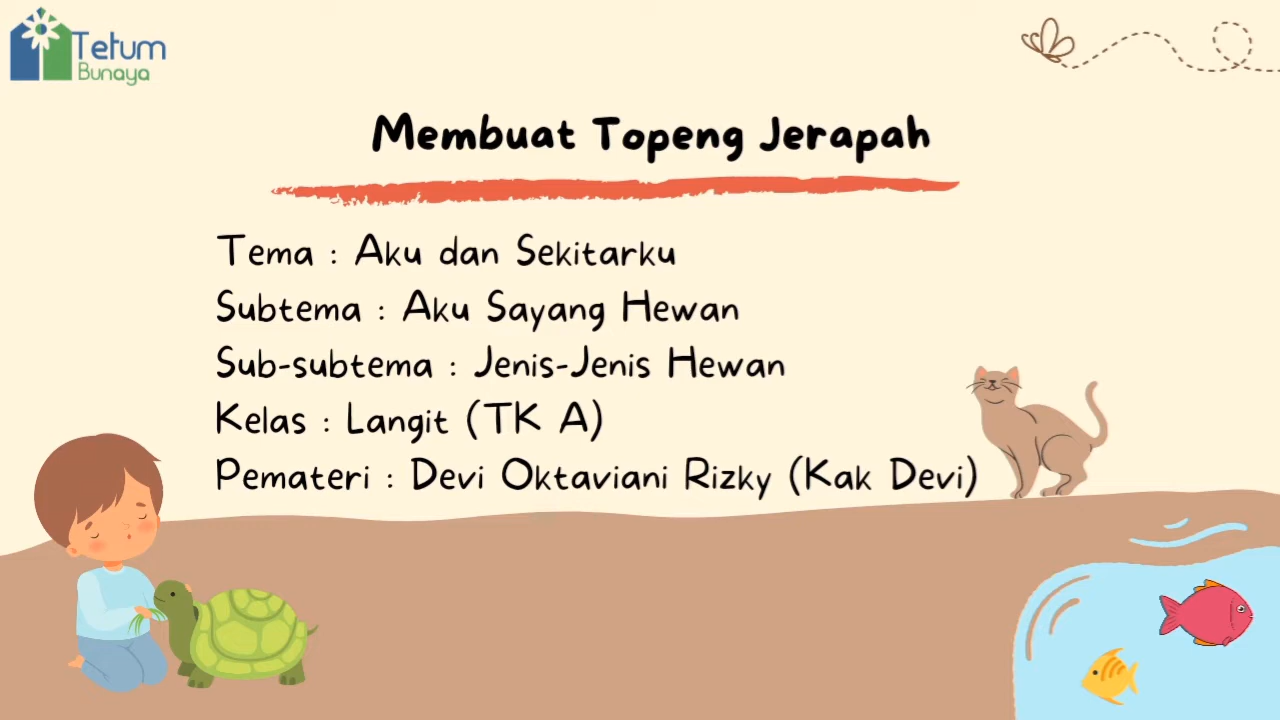 Tetum
Bunaya
Membuat Topeng Jerapah
Tema : Aku dan Sekitarku
Subtema : Aku Sayang Hewan
Sub-subtema : Jenis-Jenis Hewan
Kelas : Langit (TK A)
Pemateri : Devi Oktaviani Rizky (Kak Devi)